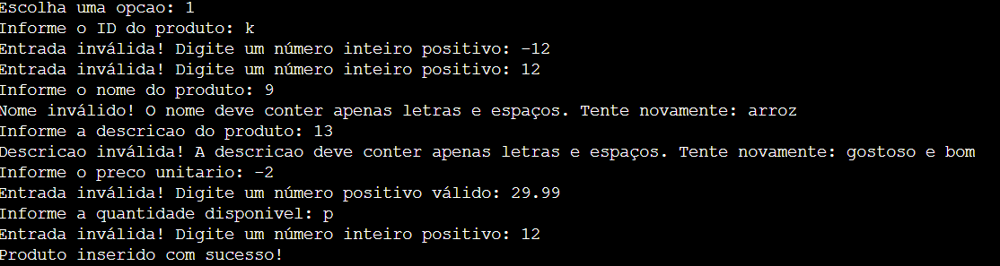 Escolha uma opcao: 1
Informe o ID do produto: k
Entrada inválida! Digite um número inteiro positivo: -12
Entrada inválida! Digite um número inteiro positivo: 12
Informe o nome do produto: 9
Nome inválido! O nome deve conter apenas letras e espaços. Tente novamente: arroz
Informe a descricao do produto: 13
Descricao inválida! A descricao deve conter apenas letras e espaços. Tente novamente: gostoso e bom
Informe o preco unitario: -2
Entrada inválida! Digite um número positivo válido: 29.99
Informe a quantidade disponivel: p
Entrada inválida! Digite um número inteiro positivo: 12
Produto inserido com sucesso!